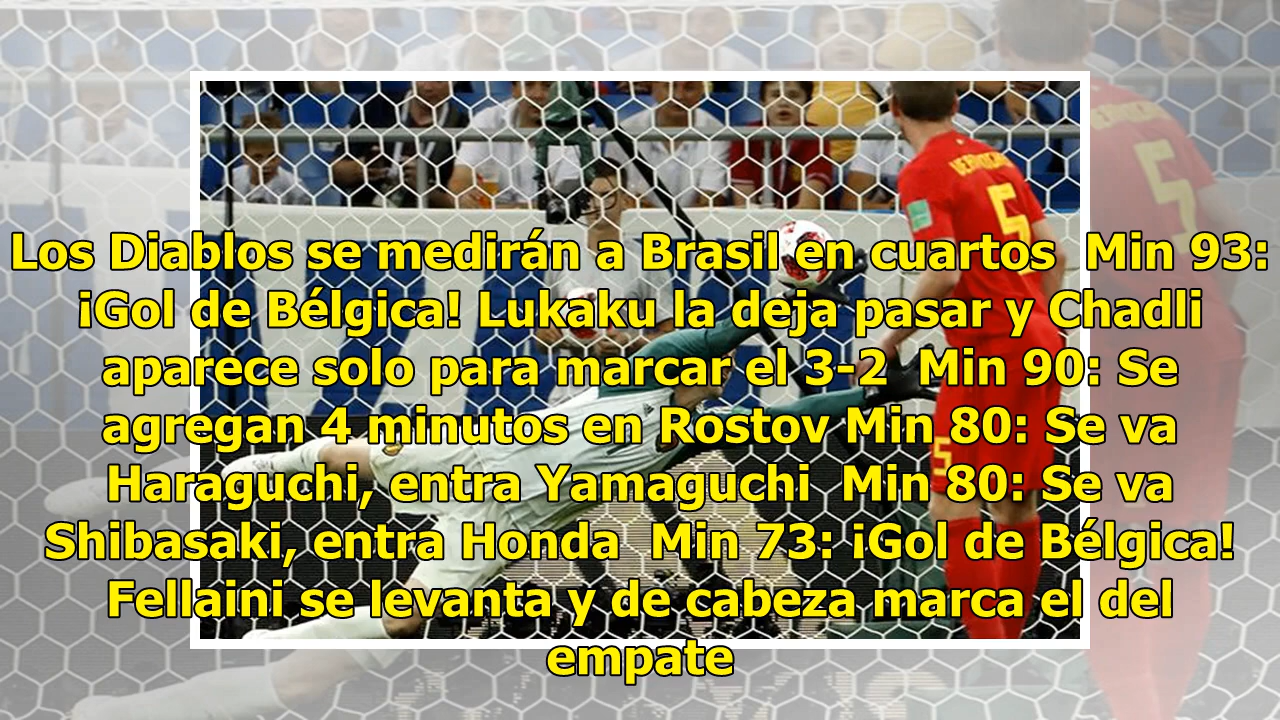 Los Diablos se medirán a Brasil en cuartos  Min 93:
¡Gol de Bélgica! Lukaku la deja pasar y Chadli
aparece solo para marcar el 3-2  Min 90: Se
agregan 4 minutos en Rostov Min 80: Se va
Haraguchi, entra Yamaguchi  Min 80: Se va
Shibasaki, entra Honda  Min 73: ¡Gol de Bélgica!
Fellaini se levanta y de cabeza marca el del
empate
5
5
5